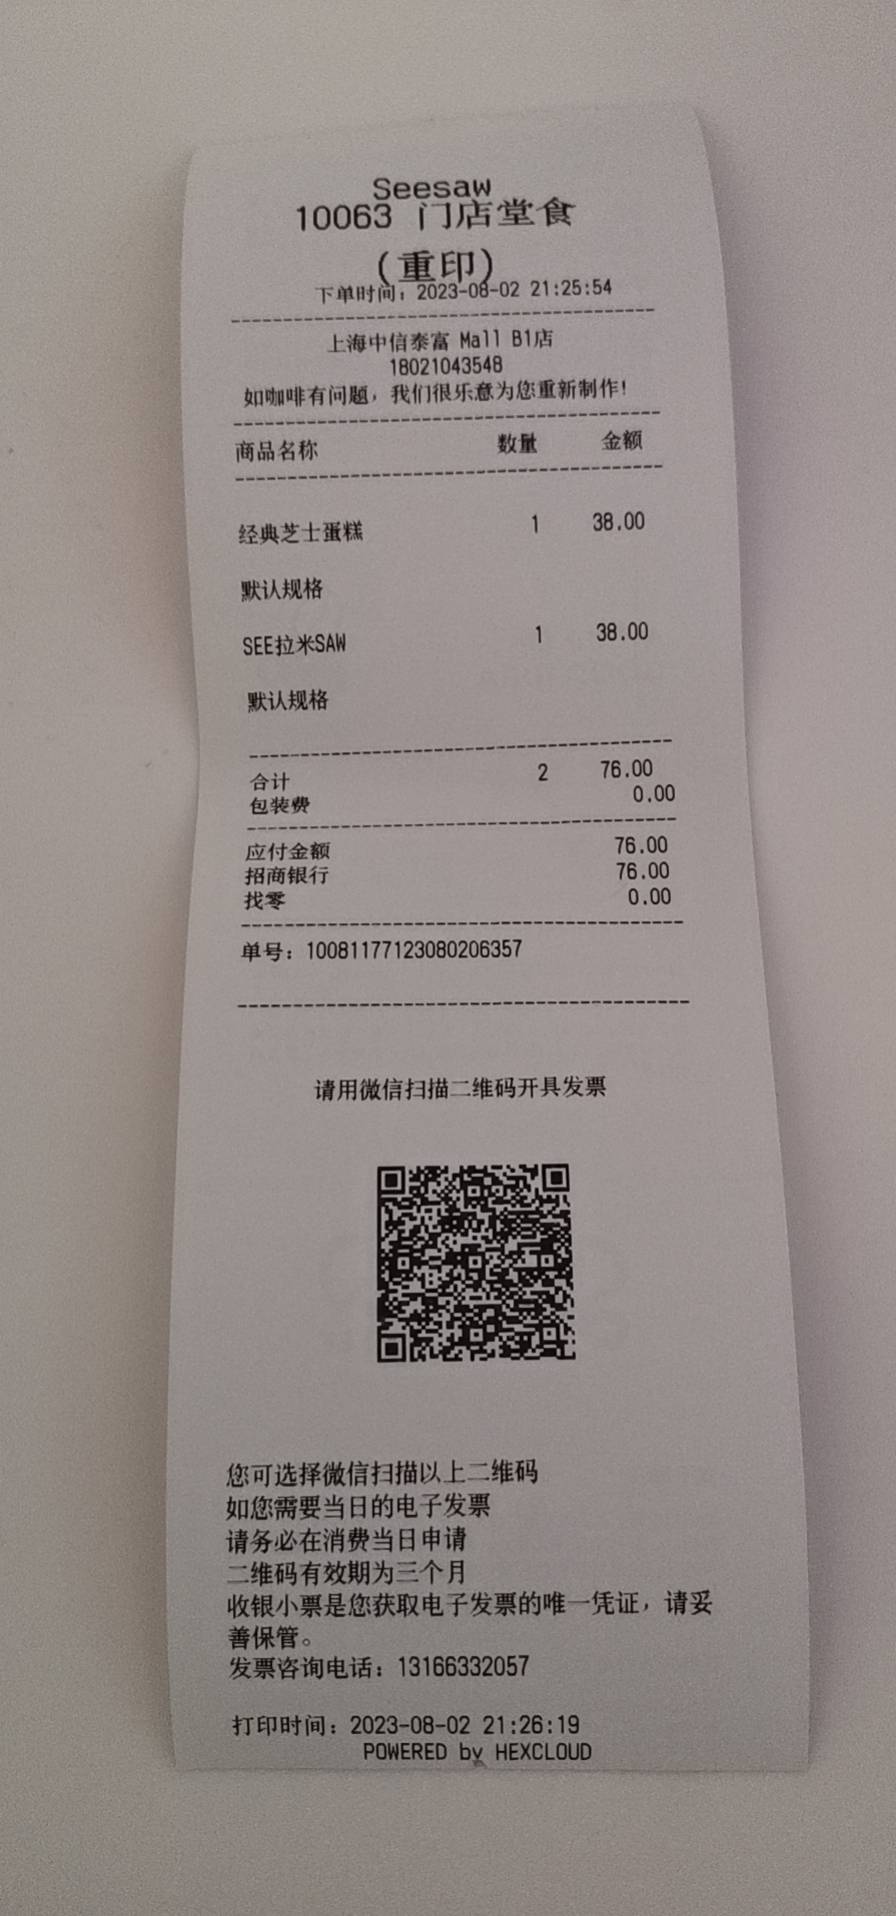 Seesaw
10063 门店堂食
(重印)
下单时间：2023-08-02 21:25:54
上海中信泰富 Mall B1店
18021043548
如咖啡有问题，我们很乐意为您重新制作!
商品名称 数量 金额
经典芝士蛋糕 1 38.00
默认规格
SEE拉米SAW 1 38.00
默认规格
合计 2 76.00
包装费 0.00
应付金额 76.00
招商银行 76.00
找零 0.00
单号：10081177123080206357
请用微信扫描二维码开具发票
您可选择微信扫描以上二维码
如您需要当日的电子发票
请务必在消费当日申请
二维码有效期为三个月
收银小票是您获取电子发票的唯一凭证，请妥
善保管。
发票咨询电话：13166332057
打印时间：2023-08-02 21:26:19
POWERED by HEXCLOUD